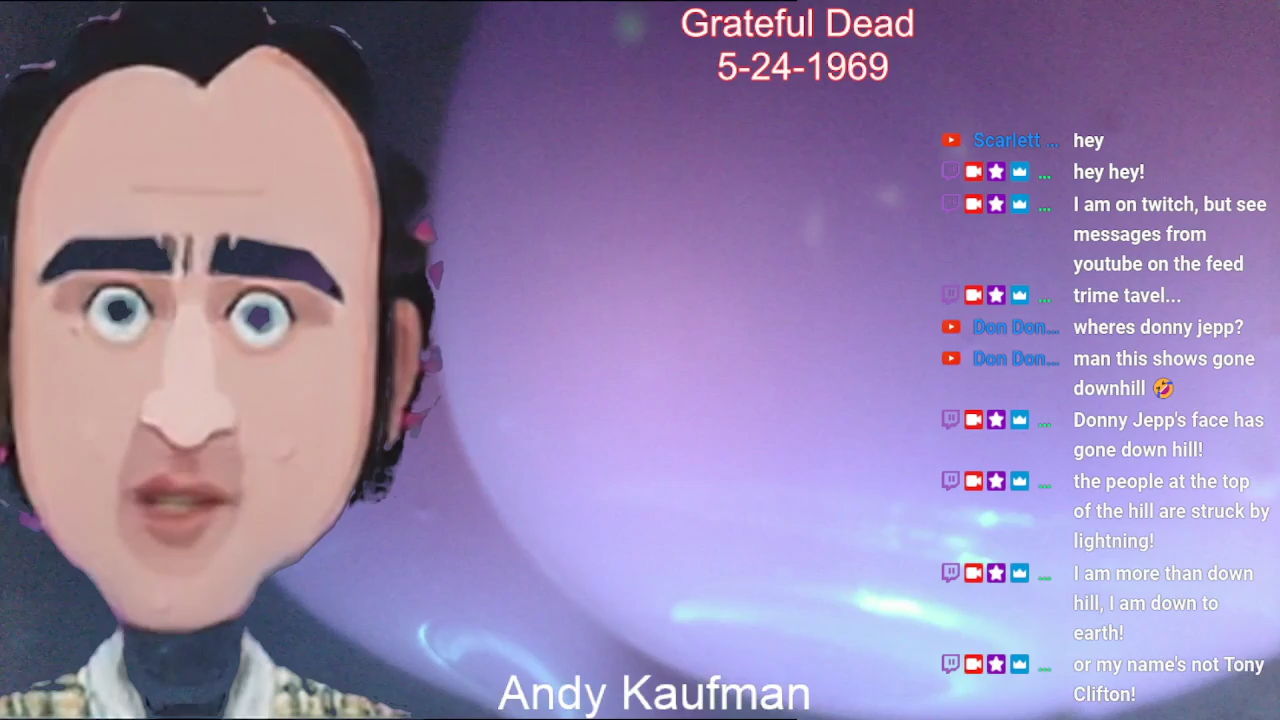 Grateful Dead
5-24-1969
Scarlett ... hey
... hey hey!
... I am on twitch, but see
messages from
youtube on the feed
... trime tavel...
Don Don... wheres donny jepp?
Don Don... man this shows gone
downhill 🤣
... Donny Jepp's face has
gone down hill!
... the people at the top
of the hill are struck by
lightning!
... I am more than down
hill, I am down to
earth!
... or my name's not Tony
Clifton!
Andy Kaufman